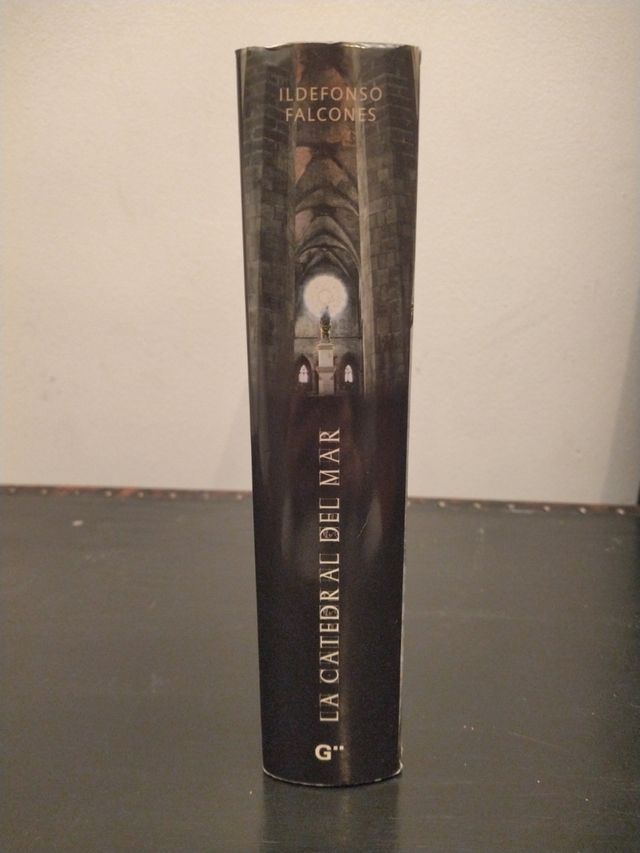 ILDEFONSO
FALCONES
LA CATEDRAL DEL MAR
G¨